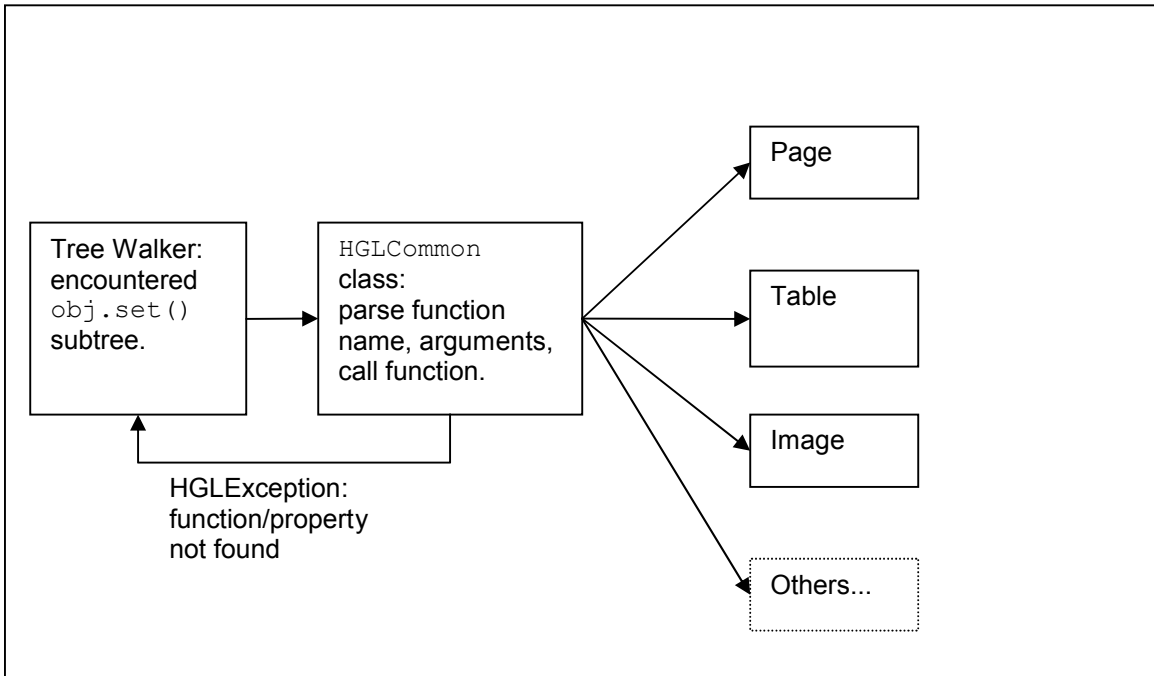 Tree Walker:
encountered
obj.set()
subtree.
HGLCommon
class:
parse function
name, arguments,
call function.
HGLException:
function/property
not found
Page
Table
Image
Others...